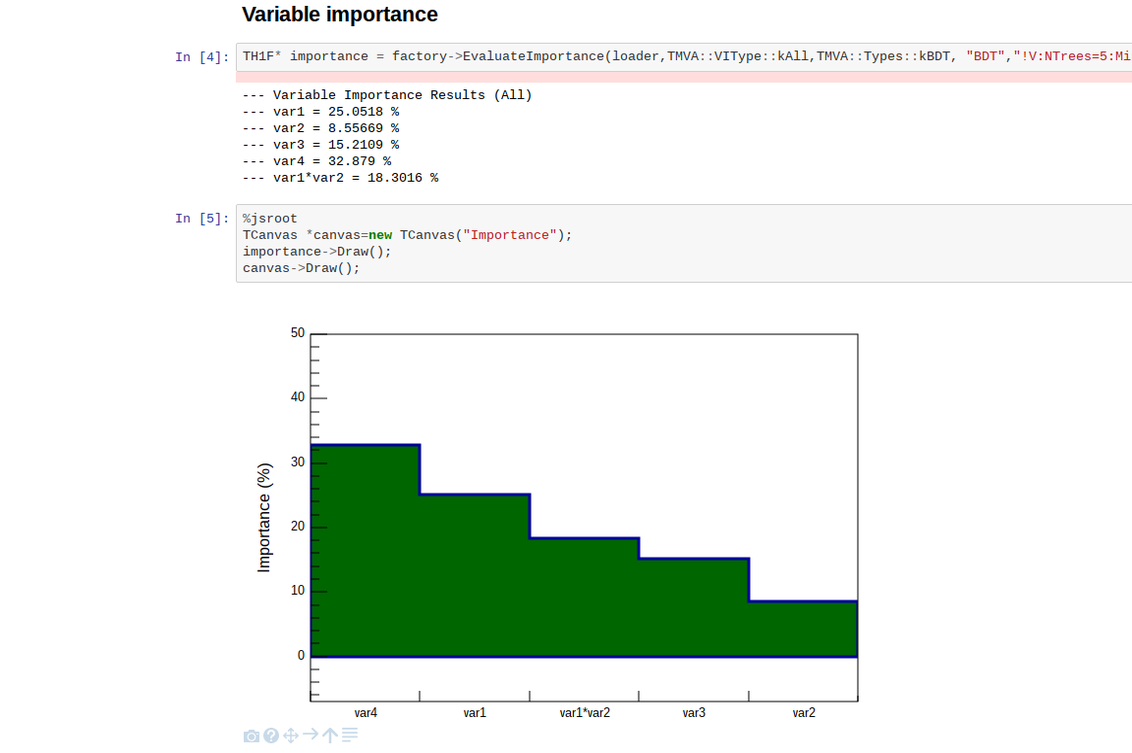 Variable importance
In [4]: TH1F* importance = factory->EvaluateImportance(loader,TMVA::VIType::kAll,TMVA::Types::kBDT, "BDT","!V:NTrees=5:Mi
--- Variable Importance Results (All)
--- var1 = 25.0518 %
--- var2 = 8.55669 %
--- var3 = 15.2109 %
--- var4 = 32.879 %
--- var1*var2 = 18.3016 %
In [5]: %jsroot
TCanvas *canvas=new TCanvas("Importance");
importance->Draw();
canvas->Draw();
50
40
30
20
10
0
Importance (%)
var4 var1 var1*var2 var3 var2